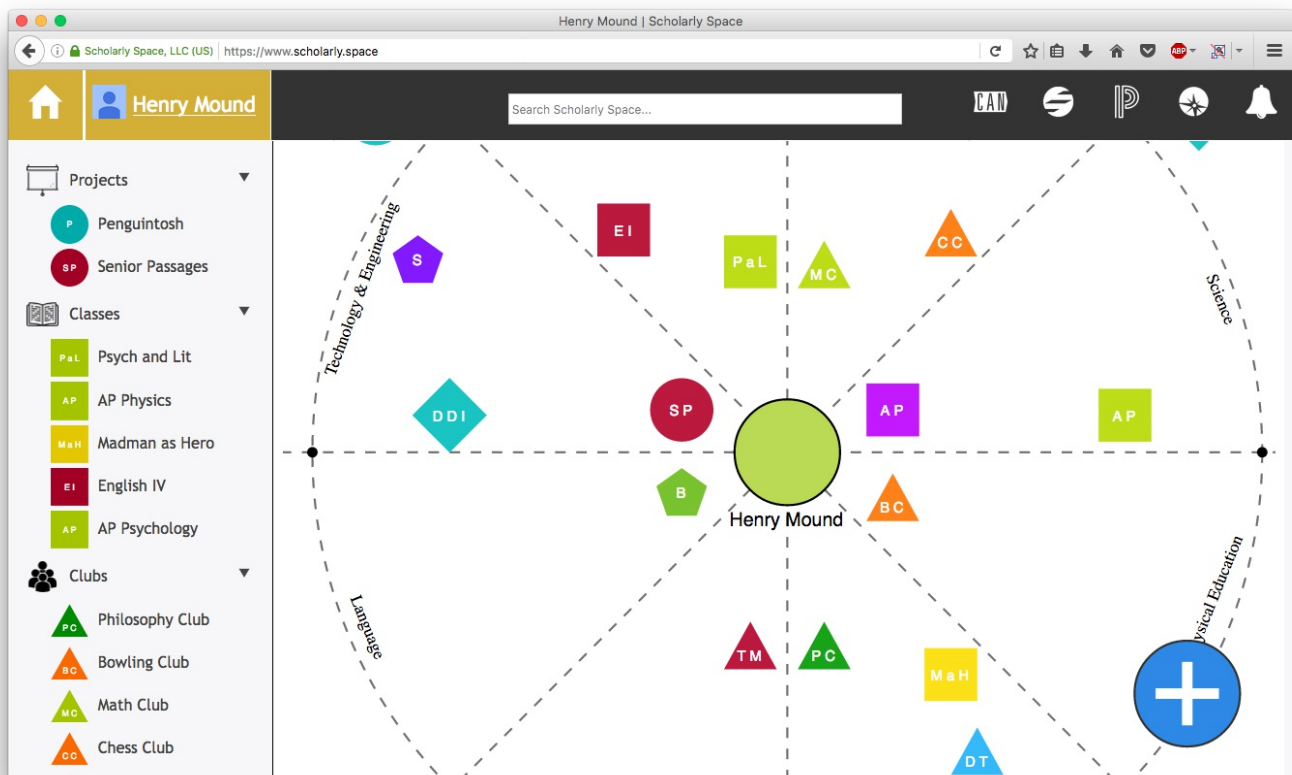 Henry Mound | Scholarly Space
Scholarly Space, LLC (US) https://www.scholarly.space
ABP
Henry Mound
Search Scholarly Space...
CAN
Projects
P Penguintosh
SP Senior Passages
Classes
PaL Psych and Lit
AP AP Physics
MaH Madman as Hero
EI English IV
AP AP Psychology
Clubs
PC Philosophy Club
BC Bowling Club
MC Math Club
CC Chess Club
Technology & Engineering
S
EI
PaL
MC
CC
Science
DDI
SP
AP
AP
B
Henry Mound
BC
Language
TM
PC
MaH
DT
ysical Education